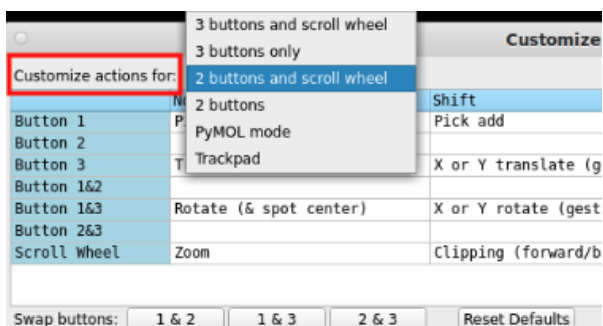 3 buttons and scroll wheel
3 buttons only
Customize
Customize actions for:
2 buttons and scroll wheel
Shift
2 buttons
Button 1
Pick add
PyMOL mode
Button 2
Trackpad
Button 3
X or Y translate (g
Button 1&2
Button 1&3 Rotate (& spot center) X or Y rotate (gest
Button 2&3
Scroll Wheel Zoom Clipping (forward/b
Swap buttons: 1 & 2 1 & 3 2 & 3 Reset Defaults